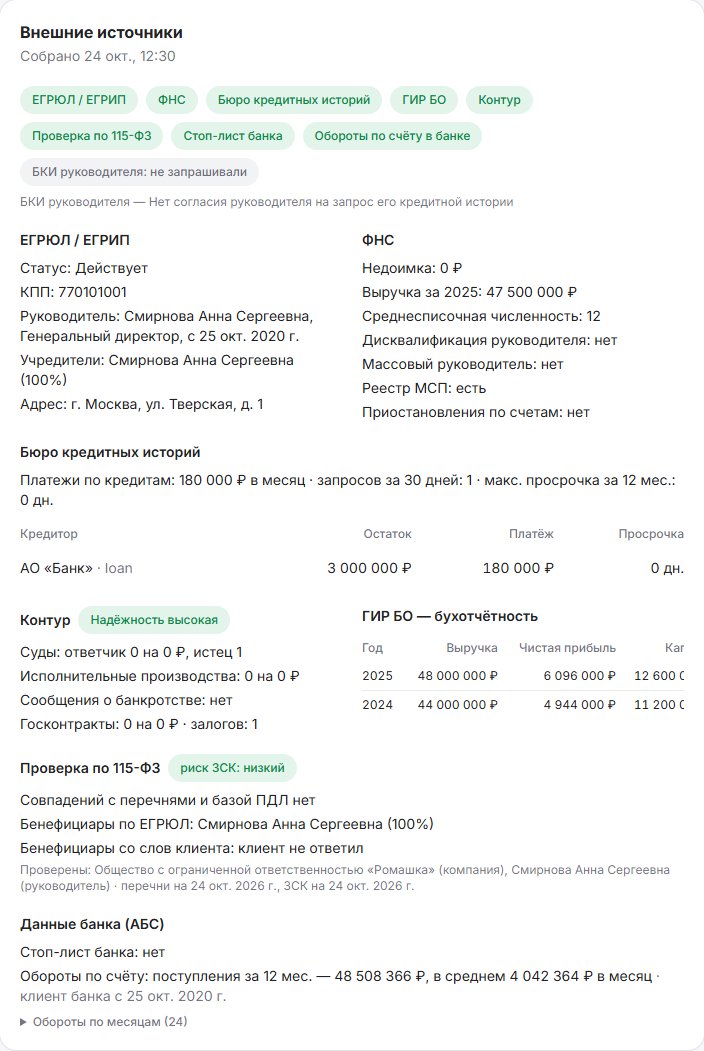 Внешние источники
Собрано 24 окт., 12:30
ЕГРЮЛ / ЕГРИП
ФНС
Бюро кредитных историй
ГИР БО
Контур
Проверка по 115-ФЗ
Стоп-лист банка
Обороты по счёту в банке
БКИ руководителя: не запрашивали
БКИ руководителя — Нет согласия руководителя на запрос его кредитной истории
ЕГРЮЛ / ЕГРИП
Статус: Действует
КПП: 770101001
Руководитель: Смирнова Анна Сергеевна,
Генеральный директор, с 25 окт. 2020 г.
Учредители: Смирнова Анна Сергеевна
(100%)
Адрес: г. Москва, ул. Тверская, д. 1
ФНС
Недоимка: 0 ₽
Выручка за 2025: 47 500 000 ₽
Среднесписочная численность: 12
Дисквалификация руководителя: нет
Массовый руководитель: нет
Реестр МСП: есть
Приостановления по счетам: нет
Бюро кредитных историй
Платежи по кредитам: 180 000 ₽ в месяц · запросов за 30 дней: 1 · макс. просрочка за 12 мес.:
0 дн.
Кредитор Остаток Платёж Просрочка
АО «Банк» · loan 3 000 000 ₽ 180 000 ₽ 0 дн.
Контур Надёжность высокая
Суды: ответчик 0 на 0 ₽, истец 1
Исполнительные производства: 0 на 0 ₽
Сообщения о банкротстве: нет
Госконтракты: 0 на 0 ₽ · залогов: 1
ГИР БО — бухотчётность
Год Выручка Чистая прибыль
2025 48 000 000 ₽ 6 096 000 ₽ 12 600
2024 44 000 000 ₽ 4 944 000 ₽ 11 200
Проверка по 115-ФЗ риск ЗСК: низкий
Совпадений с перечнями и базой ПДЛ нет
Бенефициары по ЕГРЮЛ: Смирнова Анна Сергеевна (100%)
Бенефициары со слов клиента: клиент не ответил
Проверены: Общество с ограниченной ответственностью «Ромашка» (компания), Смирнова Анна Сергеевна
(руководитель) · перечни на 24 окт. 2026 г., ЗСК на 24 окт. 2026 г.
Данные банка (АБС)
Стоп-лист банка: нет
Обороты по счёту: поступления за 12 мес. — 48 508 366 ₽, в среднем 4 042 364 ₽ в месяц ·
клиент банка с 25 окт. 2020 г.
▶ Обороты по месяцам (24)